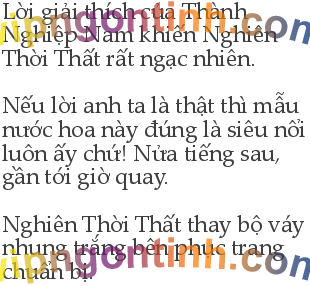 Lời giải thích của Thành
Nghiệp Nam khiến Nghiên
Thời Thất rất ngạc nhiên.
Nếu lời anh ta là thật thì mẫu
nước hoa này đúng là siêu nổi
luôn ấy chứ! Nửa tiếng sau,
gần tới giờ quay.
Nghiên Thời Thất thay bộ váy
nhung trắng bên phục trang
chuẩn bị.
vipngontinh.com
vipngontinh.com